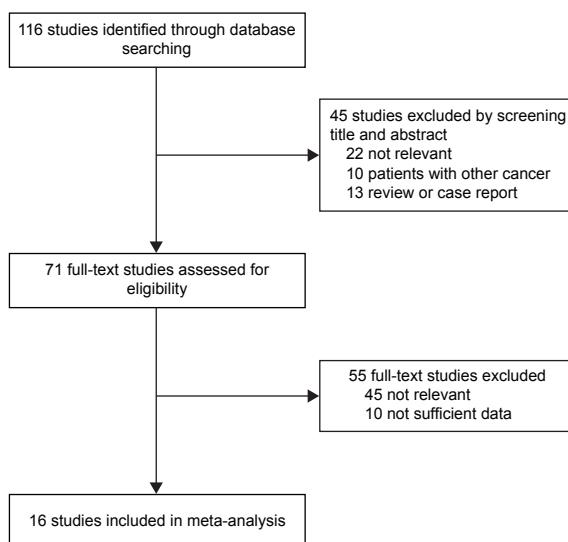 116 studies identified through database
searching
45 studies excluded by screening
title and abstract
22 not relevant
10 patients with other cancer
13 review or case report
71 full-text studies assessed for
eligibility
55 full-text studies excluded
45 not relevant
10 not sufficient data
16 studies included in meta-analysis